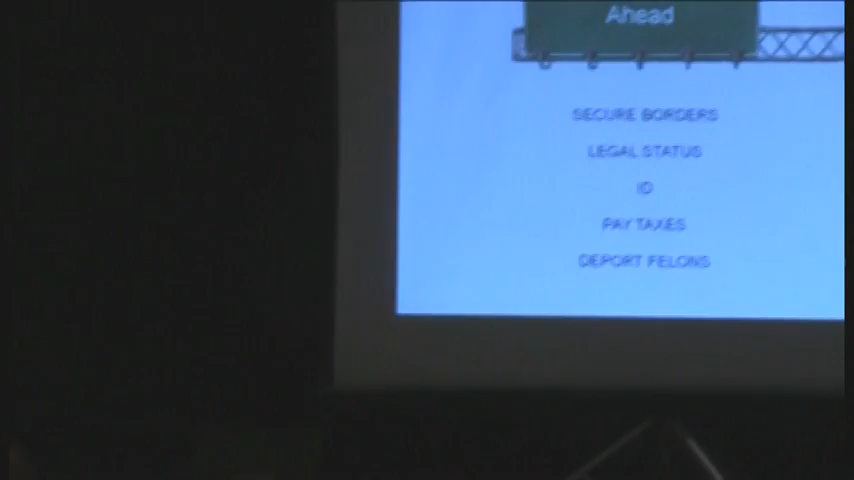 Ahead
SECURE BORDERS
LEGAL STATUS
ID
PAY TAXES
DEPORT FELONS